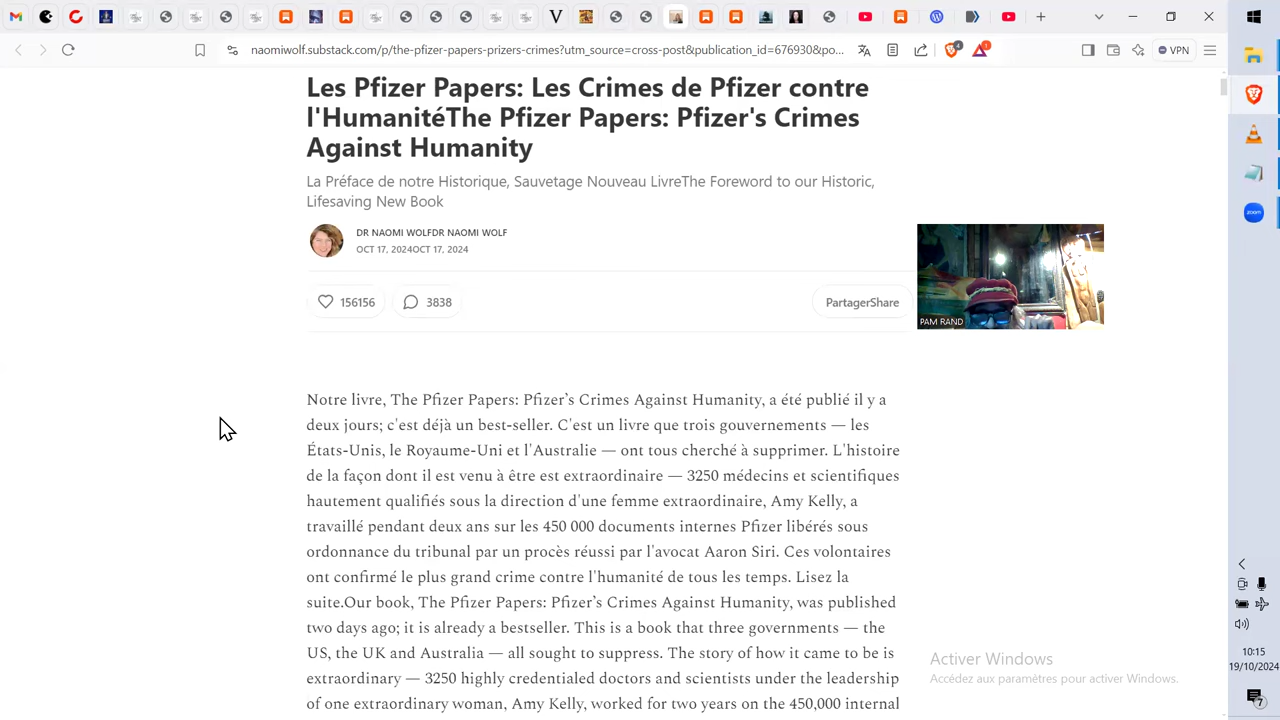 naomiwolf.substack.com/p/the-pfizer-papers-prizers-crimes?utm_source=cross-post&publication_id=676930&po...
4
1
VPN
Les Pfizer Papers: Les Crimes de Pfizer contre
l'HumanitéThe Pfizer Papers: Pfizer's Crimes
Against Humanity
La Préface de notre Historique, Sauvetage Nouveau LivreThe Foreword to our Historic,
Lifesaving New Book
DR NAOMI WOLFDR NAOMI WOLF
OCT 17, 2024OCT 17, 2024
156156
3838
PartagerShare
PAM RAND
Notre livre, The Pfizer Papers: Pfizer's Crimes Against Humanity, a été publié il y a
deux jours; c'est déjà un best-seller. C'est un livre que trois gouvernements — les
États-Unis, le Royaume-Uni et l'Australie — ont tous cherché à supprimer. L'histoire
de la façon dont il est venu à être est extraordinaire — 3250 médecins et scientifiques
hautement qualifiés sous la direction d'une femme extraordinaire, Amy Kelly, a
travaillé pendant deux ans sur les 450 000 documents internes Pfizer libérés sous
ordonnance du tribunal par un procès réussi par l'avocat Aaron Siri. Ces volontaires
ont confirmé le plus grand crime contre l'humanité de tous les temps. Lisez la
suite.Our book, The Pfizer Papers: Pfizer's Crimes Against Humanity, was published
two days ago; it is already a bestseller. This is a book that three governments — the
US, the UK and Australia — all sought to suppress. The story of how it came to be is
extraordinary — 3250 highly credentialed doctors and scientists under the leadership
of one extraordinary woman, Amy Kelly, worked for two years on the 450,000 internal
Activer Windows
Accédez aux paramètres pour activer Windows.
zoom
10:15
19/10/2024
7